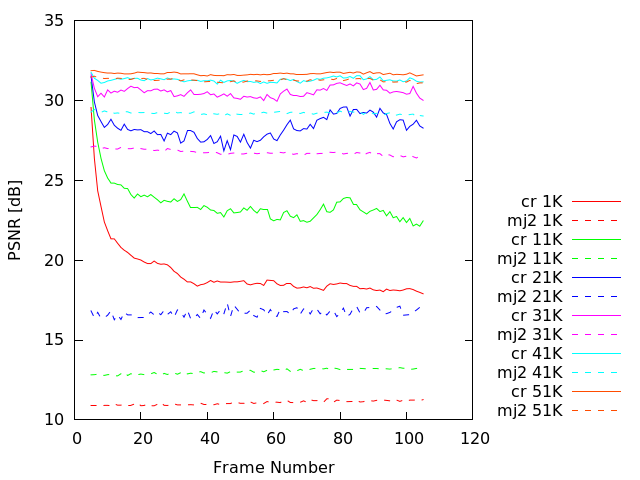 35
30
25
20
15
10
PSNR [dB]
0
20
40
60
80
100
120
Frame Number
cr 1K
mj2 1K
cr 11K
mj2 11K
cr 21K
mj2 21K
cr 31K
mj2 31K
cr 41K
mj2 41K
cr 51K
mj2 51K